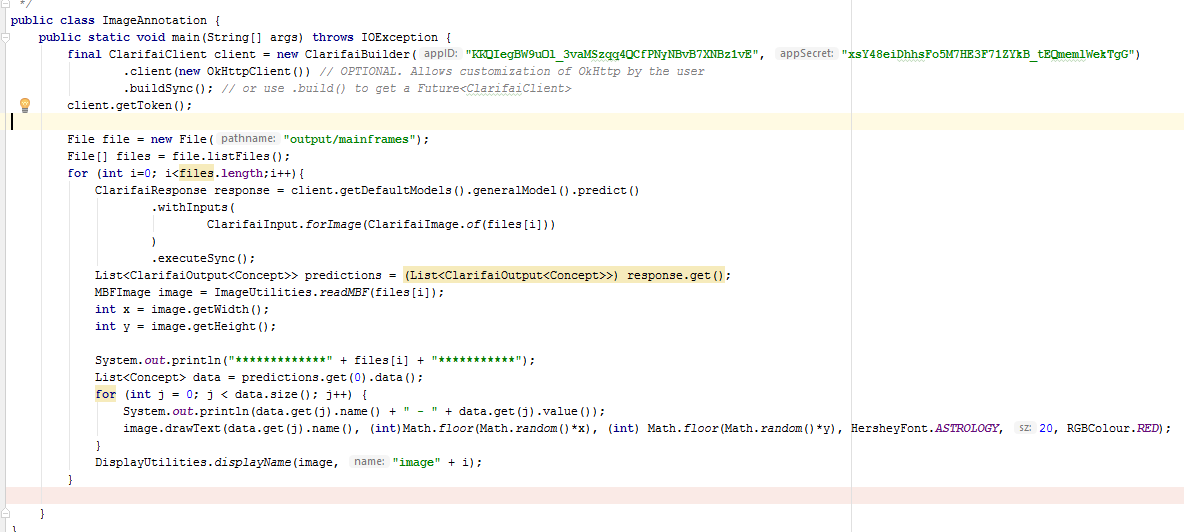 */
public class ImageAnnotation {
public static void main(String[] args) throws IOException {
final ClarifaiClient client = new ClarifaiBuilder( appID: "KKQIegBW9uOl_3vaMSzqq4QCfPNyNBvB7XNBz1vE", appSecret: "xsY48eiDhhsFo5M7HE3F71ZYkB_tEQmemlWekTgG")
.client(new OkHttpClient()) // OPTIONAL. Allows customization of OkHttp by the user
.buildSync(); // or use .build() to get a Future<ClarifaiClient>
client.getToken();
File file = new File( pathname: "output/mainframes");
File[] files = file.listFiles();
for (int i=0; i<files.length;i++){
ClarifaiResponse response = client.getDefaultModels().generalModel().predict()
.withInputs(
ClarifaiInput.forImage(ClarifaiImage.of(files[i]))
)
.executeSync();
List<ClarifaiOutput<Concept>> predictions = (List<ClarifaiOutput<Concept>>) response.get();
MBFImage image = ImageUtilities.readMBF(files[i]);
int x = image.getWidth();
int y = image.getHeight();
System.out.println("*************" + files[i] + "***********");
List<Concept> data = predictions.get(0).data();
for (int j = 0; j < data.size(); j++) {
System.out.println(data.get(j).name() + " - " + data.get(j).value());
image.drawText(data.get(j).name(), (int)Math.floor(Math.random()*x), (int) Math.floor(Math.random()*y), HersheyFont.ASTROLOGY, sz: 20, RGBColour.RED);
}
DisplayUtilities.displayName(image, name: "image" + i);
}
}
}